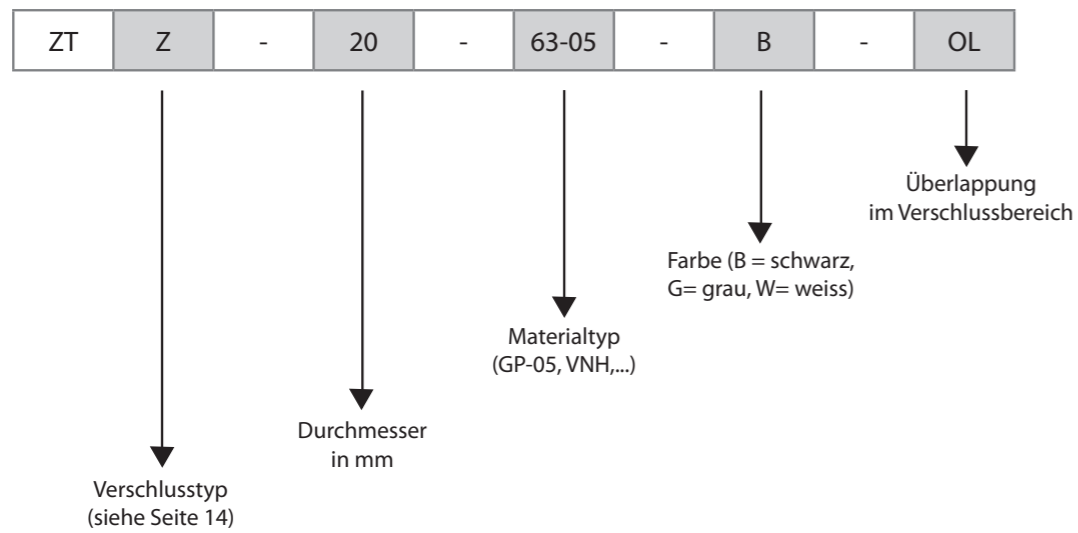 ZT Z - 20 - 63-05 - B - OL
Überlappung
im Verschlussbereich
Farbe (B = schwarz,
G= grau, W= weiss)
Materialtyp
(GP-05, VNH,...)
Durchmesser
in mm
Verschlusstyp
(siehe Seite 14)